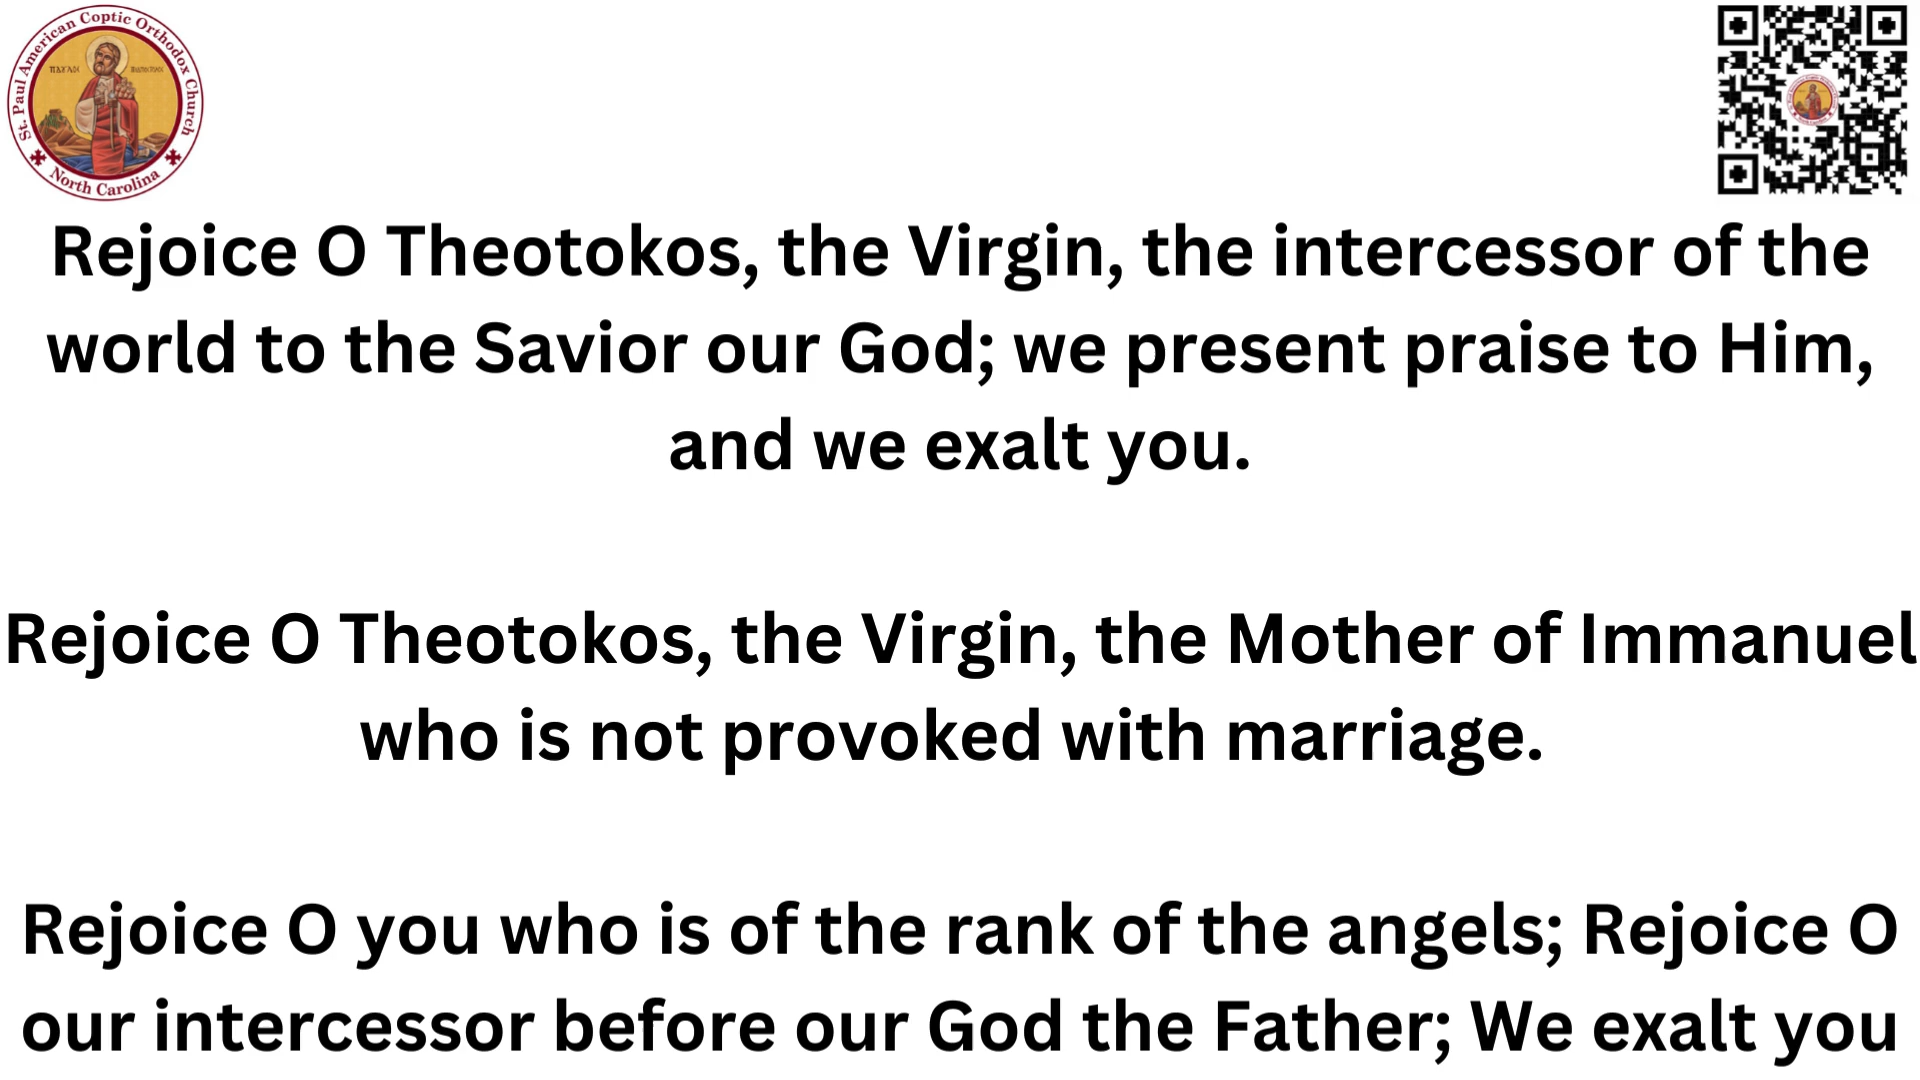 St. Paul American Coptic Orthodox Church
North Carolina
Rejoice O Theotokos, the Virgin, the intercessor of the
world to the Savior our God; we present praise to Him,
and we exalt you.
Rejoice O Theotokos, the Virgin, the Mother of Immanuel
who is not provoked with marriage.
Rejoice O you who is of the rank of the angels; Rejoice O
our intercessor before our God the Father; We exalt you